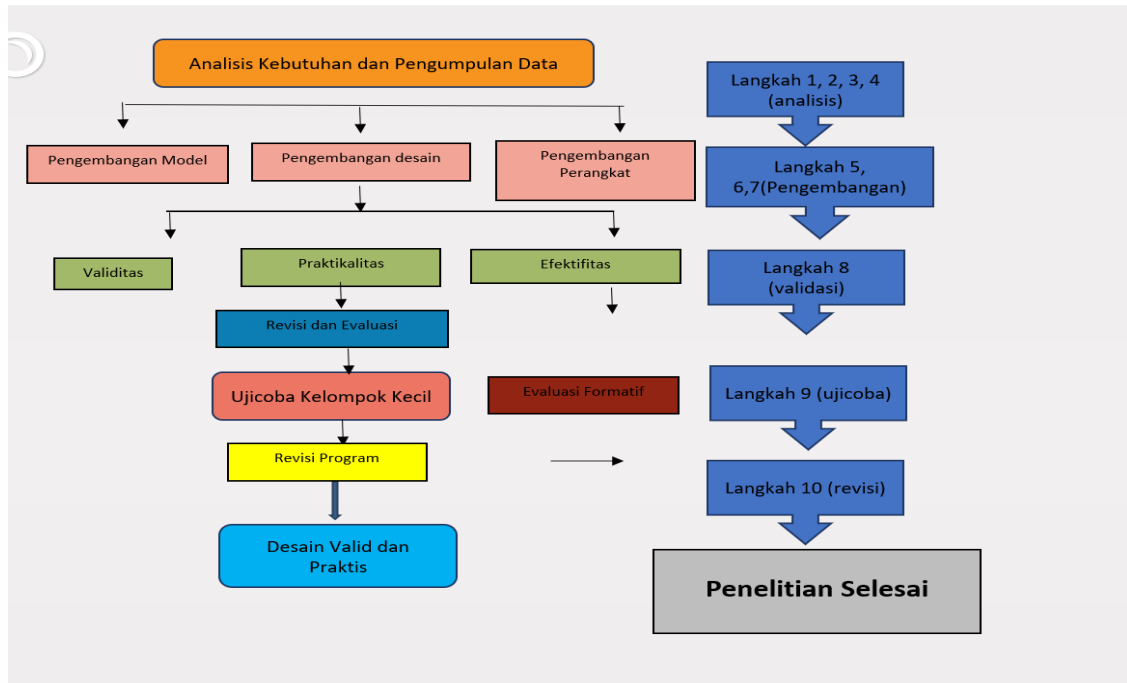 Analisis Kebutuhan dan Pengumpulan Data
Langkah 1, 2, 3, 4
(analisis)
Pengembangan Model
Pengembangan desain
Pengembangan
Perangkat
Langkah 5,
6,7(Pengembangan)
Validitas
Praktikalitas
Efektifitas
Langkah 8
(validasi)
Revisi dan Evaluasi
Ujicoba Kelompok Kecil
Evaluasi Formatif
Langkah 9 (ujicoba)
Revisi Program
Langkah 10 (revisi)
Desain Valid dan
Praktis
Penelitian Selesai